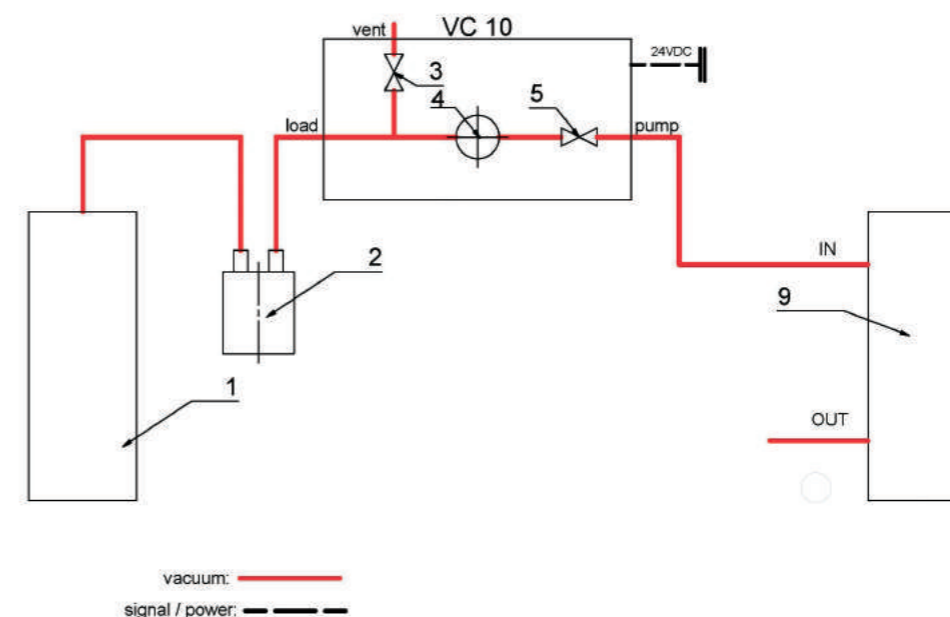 vent
VC 10
24VDC
3
4
5
load
pump
2
IN
9
1
OUT
vacuum:
signal / power: